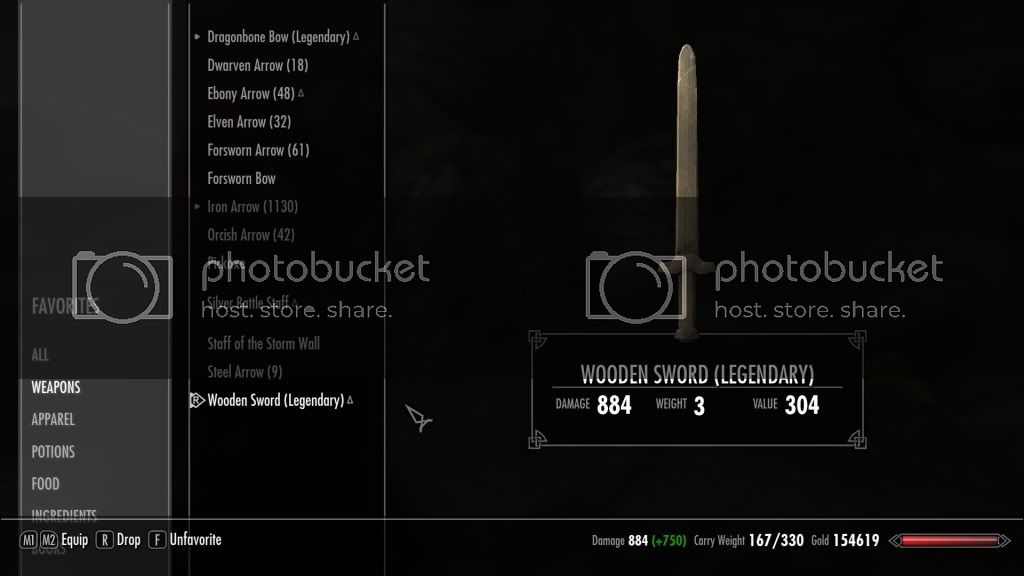 Dragonbone Bow (Legendary)
Dwarven Arrow (18)
Ebony Arrow (48)
Elven Arrow (32)
Forsworn Arrow (61)
Forsworn Bow
Iron Arrow (1130)
Orcish Arrow (42)
Pickaxe
Silver Battle Staff
Staff of the Storm Wall
Steel Arrow (9)
R Wooden Sword (Legendary)
photobucket
host. store. share.
photobucket
host. store. share.
FAVORITES
ALL
WEAPONS
APPAREL
POTIONS
FOOD
INGREDIENTS
BOOKS
WOODEN SWORD (LEGENDARY)
DAMAGE 884 WEIGHT 3 VALUE 304
M1 M2 Equip R Drop F Unfavorite
Damage 884 (+750) Carry Weight 167/330 Gold 154619